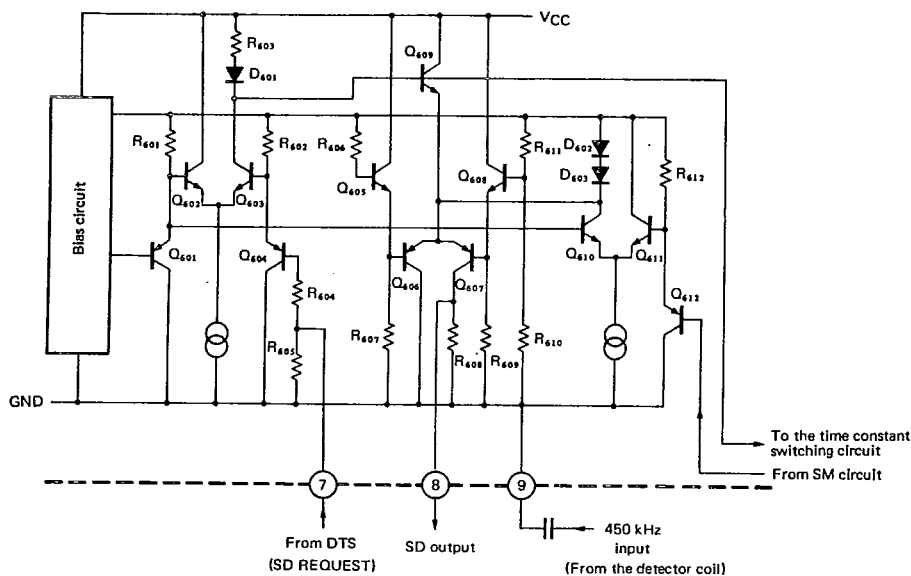 VCC
R603
Q609
D601
R601
R602
R606
R611
D602
D603
R612
Q605
Q608
Q602
Q603
Bias circuit
Q601
Q604
Q606
Q607
Q610
Q611
Q612
R604
R605
R607
R608
R609
R610
GND
To the time constant
switching circuit
From SM circuit
7
8
9
From DTS
(SD REQUEST)
SD output
450 kHz
input
(From the detector coil)